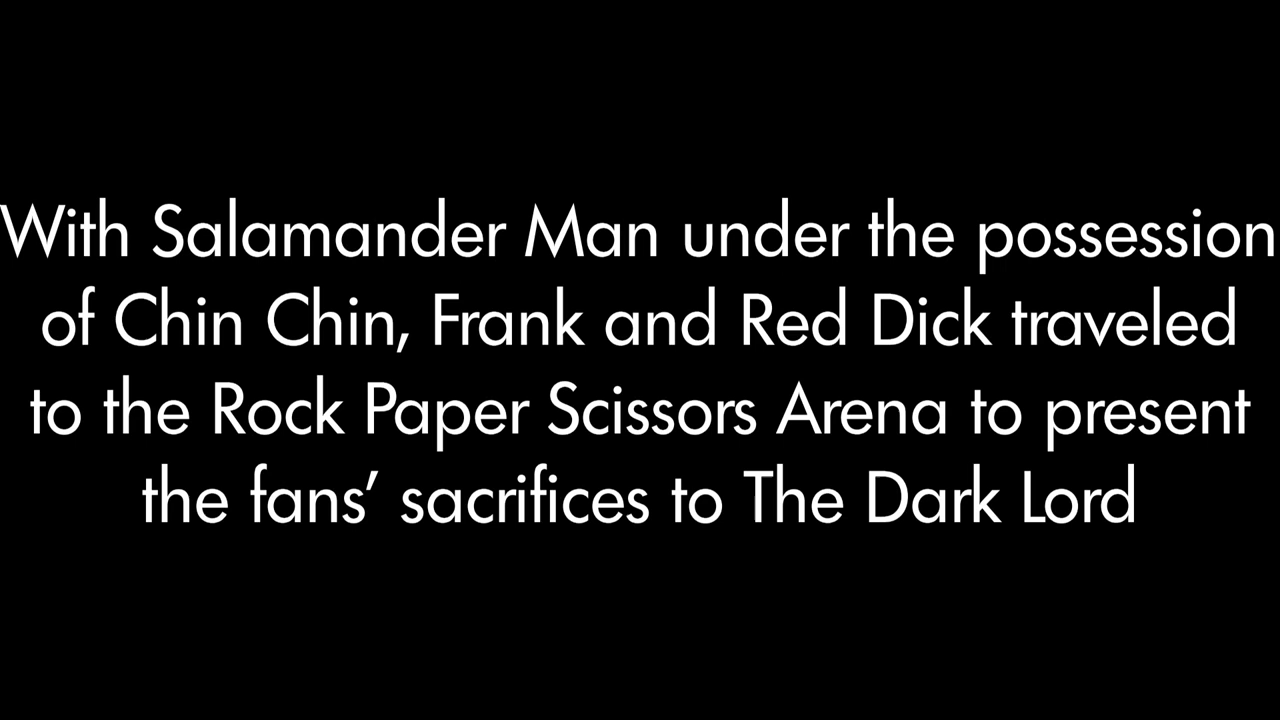 With Salamander Man under the possession
of Chin Chin, Frank and Red Dick traveled
to the Rock Paper Scissors Arena to present
the fans’ sacrifices to The Dark Lord